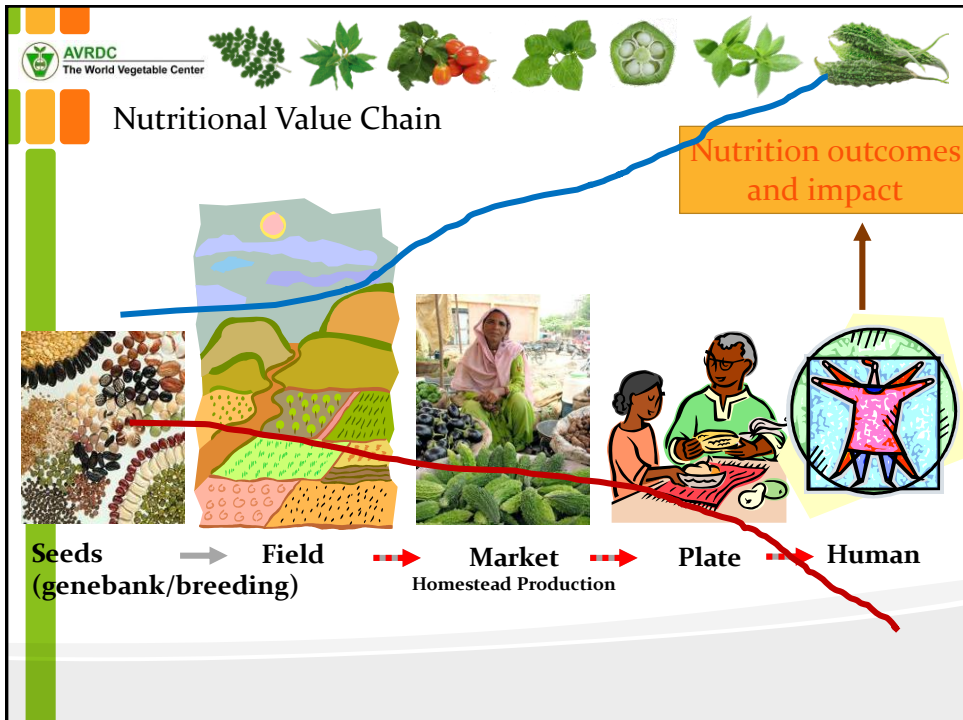 AVRDC
The World Vegetable Center
Nutritional Value Chain
Nutrition outcomes
and impact
Seeds
(genebank/breeding)
Field
Market
Homestead Production
Plate
Human